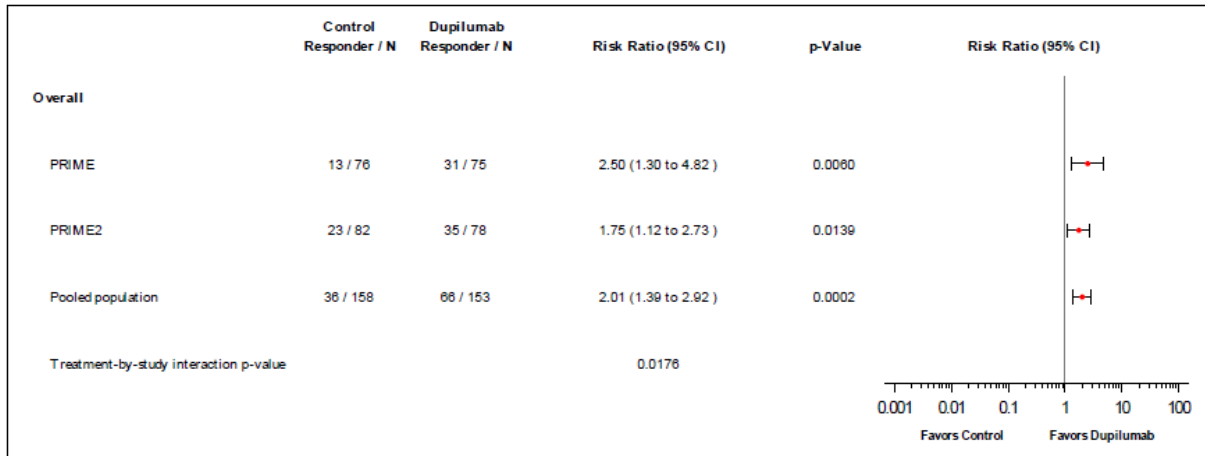 Control Dupilumab
Responder / N Responder / N Risk Ratio (95% CI) p-Value Risk Ratio (95% CI)
Overall
PRIME 13 / 76 31 / 75 2.50 (1.30 to 4.82 ) 0.0060
PRIME2 23 / 82 35 / 78 1.75 (1.12 to 2.73 ) 0.0139
Pooled population 36 / 158 66 / 153 2.01 (1.39 to 2.92 ) 0.0002
Treatment-by-study interaction p-value 0.0176
0.001 0.01 0.1 1 10 100
Favors Control Favors Dupilumab